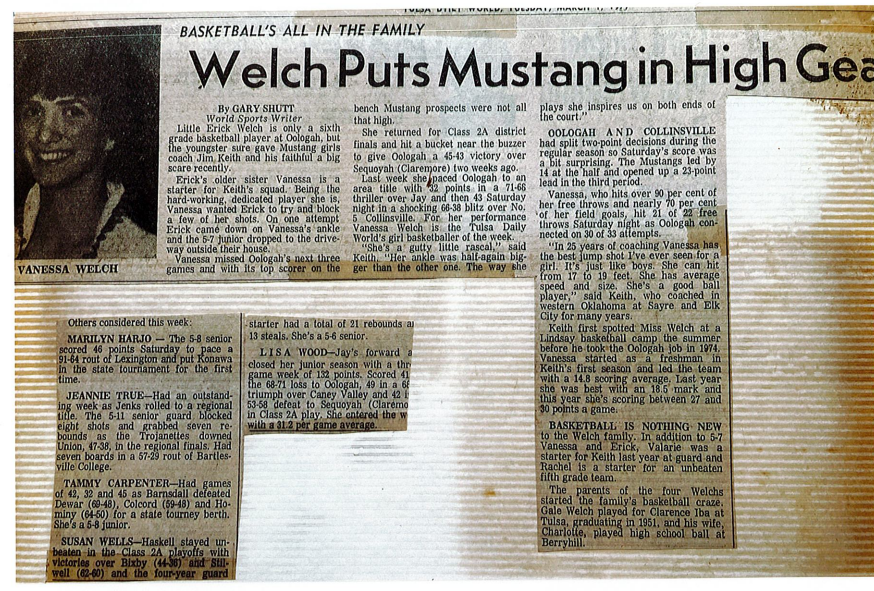 TULSA DAILY WORLD, TUESDAY, MARCH 1, 1977
BASKETBALL'S ALL IN THE FAMILY
Welch Puts Mustang in High Gea
VANESSA WELCH
By GARY SHUTT
World Sports Writer
Little Erick Welch is only a sixth
grade basketball player at Oologah, but
the youngster sure gave Mustang girls
coach Jim Keith and his faithful a big
scare recently.
Erick's older sister Vanessa is a
starter for Keith's squad. Being the
hard-working, dedicated player she is,
Vanessa wanted Erick to try and block
a few of her shots. On one attempt
Erick came down on Vanessa's ankle
and the 5-7 junior dropped to the drive-
way outside their house.
Vanessa missed Oologah's next three
games and with its top scorer on the
bench Mustang prospects were not all
that high.
She returned for Class 2A district
finals and hit a bucket near the buzzer
to give Oologah a 45-43 victory over
Sequoyah (Claremore) two weeks ago.
Last week she paced Oologah to an
area title with 32 points in a 71-68
thriller over Jay and then 43 Saturday
night in a shocking 66-38 blitz over No.
5 Collinsville. For her performance
Vanessa Welch is the Tulsa Daily
World's girl basketballer of the week.
"She's a gutty little rascal," said
Keith. "Her ankle was half-again big-
ger than the other one. The way she
plays she inspires us on both ends of
the court."
OOLOGAH AND COLLINSVILLE
had split two-point decisions during the
regular season so Saturday's score was
a bit surprising. The Mustangs led by
14 at the half and opened up a 23-point
lead in the third period.
Vanessa, who hits over 90 per cent of
her free throws and nearly 70 per cent
of her field goals, hit 21 of 22 free
throws Saturday night as Oologah con-
nected on 30 of 33 attempts.
"In 25 years of coaching Vanessa has
the best jump shot I've ever seen for a
girl. It's just like boys. She can hit
from 17 to 19 feet. She has average
speed and size. She's a good ball
player," said Keith, who coached in
western Oklahoma at Sayre and Elk
City for many years.
Keith first spotted Miss Welch at a
Lindsay basketball camp the summer
before he took the Oologah job in 1974.
Vanessa started as a freshman in
Keith's first season and led the team
with a 14.8 scoring average. Last year
she was best with an 18.5 mark and
this year she's scoring between 27 and
30 points a game.
BASKETBALL IS NOTHING NEW
to the Welch family. In addition to 5-7
Vanessa and Erick, Valarie was a
starter for Keith last year at guard and
Rachel is a starter for an unbeaten
fifth grade team.
The parents of the four Welchs
started the family's basketball craze.
Gale Welch played for Clarence Iba at
Tulsa, graduating in 1951, and his wife,
Charlotte, played high school ball at
Berryhill.
Others considered this week:
MARILYN HARJO — The 5-8 senior
scored 46 points Saturday to pace a
91-64 rout of Lexington and put Konawa
in the state tournament for the first
time.
JEANNIE TRUE—Had an outstand-
ing week as Jenks rolled to a regional
title. The 5-11 senior guard blocked
eight shots and grabbed seven re-
bounds as the Trojanettes downed
Union, 47-38, in the regional finals. Had
seven boards in a 57-29 rout of Bartles-
ville College.
TAMMY CARPENTER—Had games
of 42, 32 and 45 as Barnsdall defeated
Dewar (69-48), Colcord (59-48) and Ho-
miny (64-50) for a state tourney berth.
She's a 5-8 junior.
SUSAN WELLS—Haskell stayed un-
beaten in the Class 2A playoffs with
victories over Bixby (44-36) and Stil-
well (62-60) and the four-year guard
starter had a total of 21 rebounds a
13 steals. She's a 5-6 senior.
LISA WOOD—Jay's forward a
closed her junior season with a thr
game week of 132 points. Scored 41
the 68-71 loss to Oologah, 49 in a 6
triumph over Caney Valley and 42 i
53-58 defeat to Sequoyah (Claremo
in Class 2A play. She entered the w
with a 31.2 per game average.